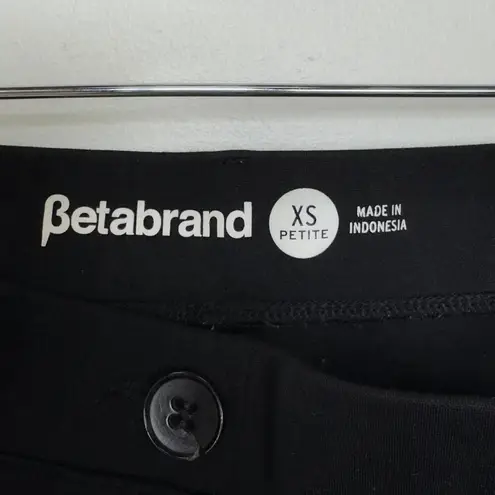 βetabrand
XS
PETITE
MADE IN
INDONESIA